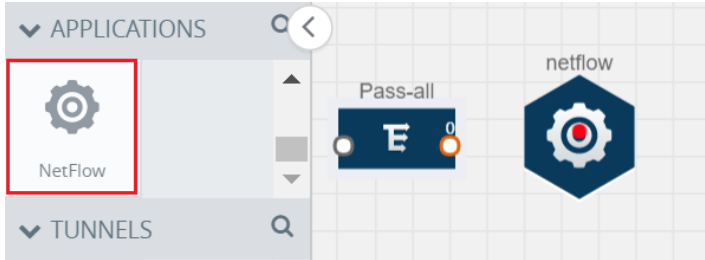 APPLICATIONS
NetFlow
TUNNELS
Pass-all
0
netflow